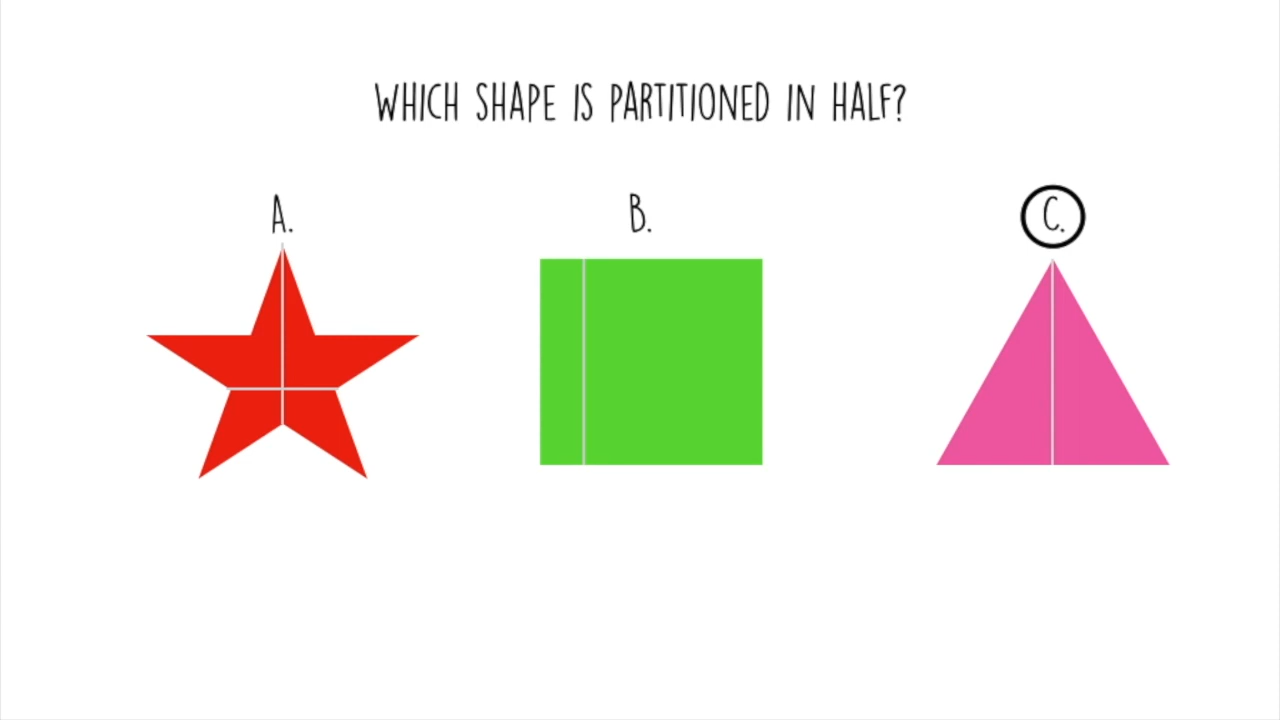 WHICH SHAPE IS PARTITIONED IN HALF?
A. B. C.